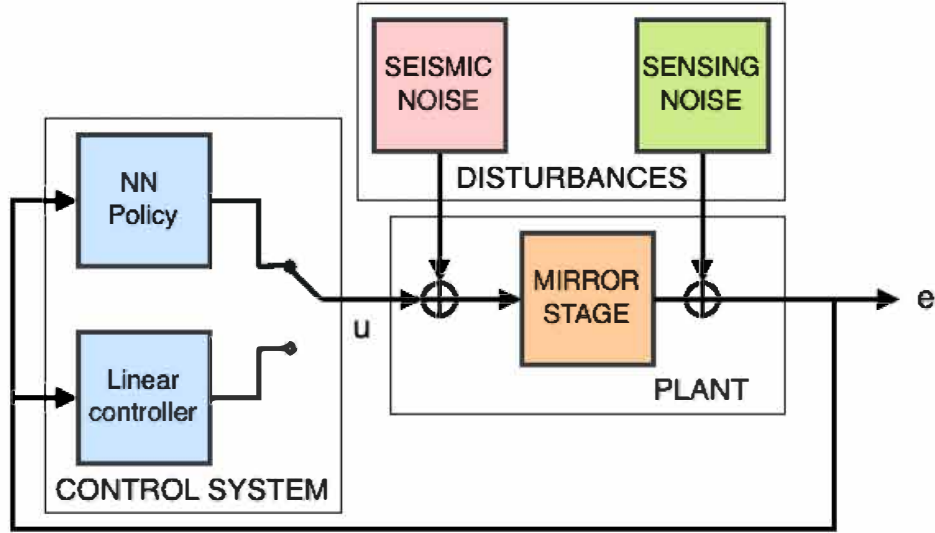 SEISMIC
NOISE
SENSING
NOISE
DISTURBANCES
NN
Policy
MIRROR
STAGE
e
u
Linear
controller
PLANT
CONTROL SYSTEM